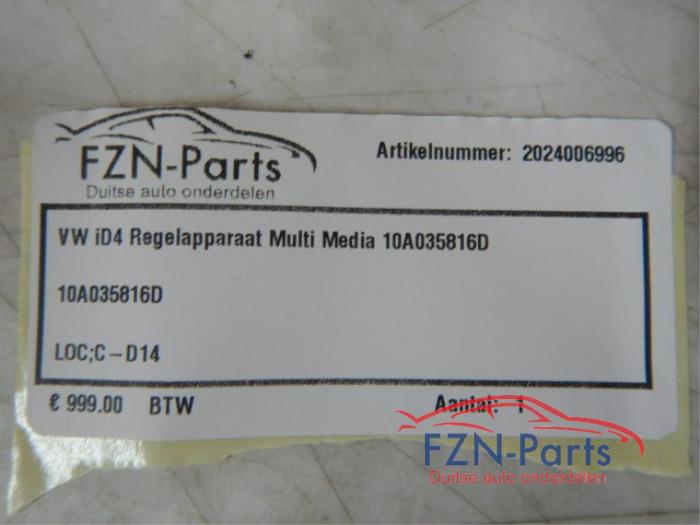 FZN-Parts
Duitse auto onderdelen
Artikelnummer: 2024006996
VW iD4 Regelapparaat Multi Media 10A035816D
10A035816D
LOC;C-D14
€ 999.00 BTW
Aantal: 1
FZN-Parts
Duitse auto onderdelen